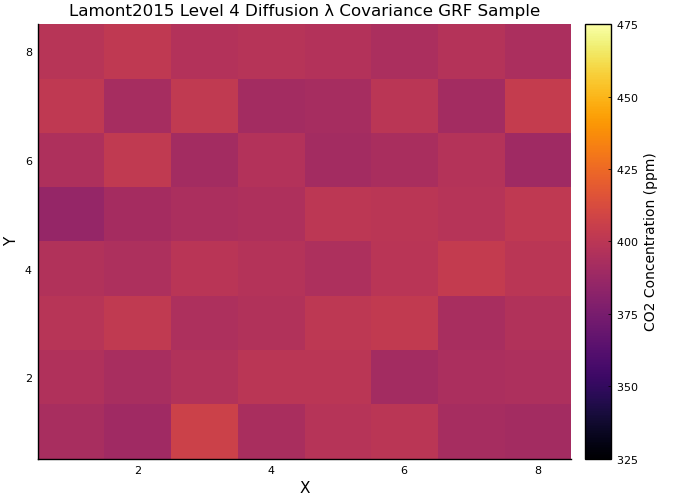 Lamont2015 Level 4 Diffusion λ Covariance GRF Sample
8
6
4
2
Y
2 4 6 8
X
475
450
425
400
375
350
325
CO2 Concentration (ppm)